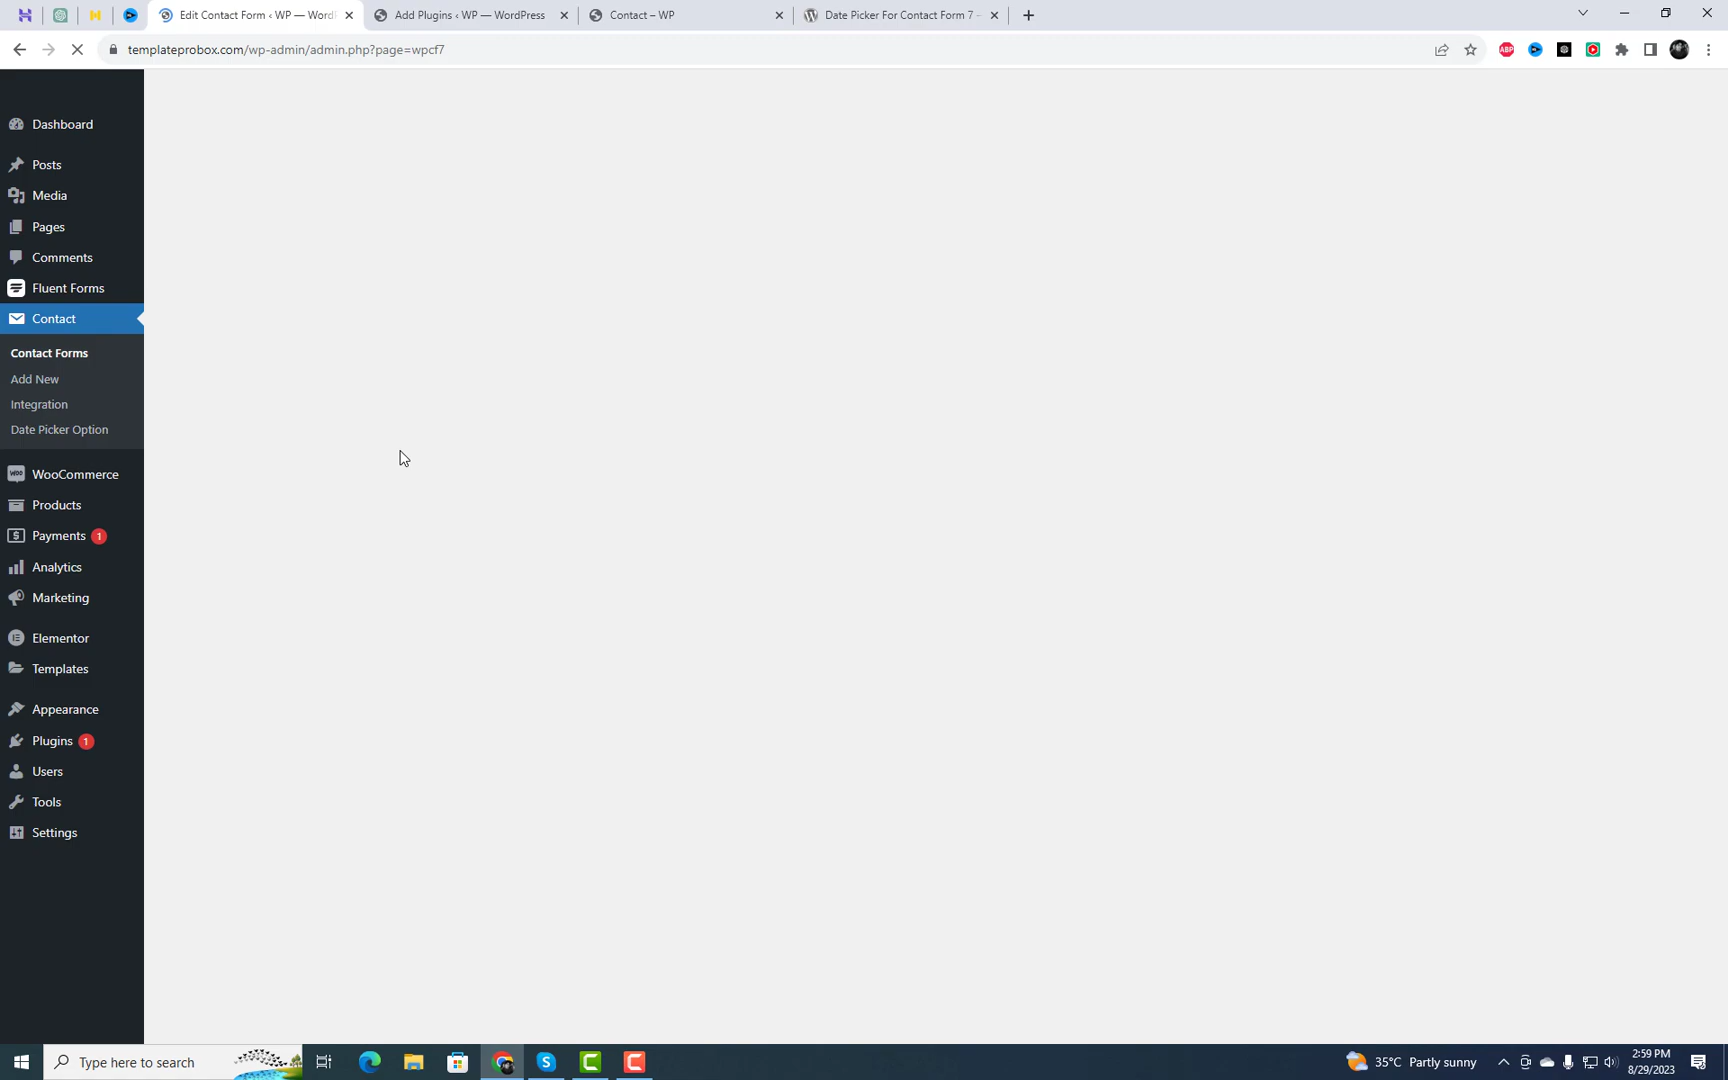 Edit Contact Form ‹ WP — Word
Add Plugins ‹ WP — WordPress
Contact – WP
Date Picker For Contact Form 7 –
templateprobox.com/wp-admin/admin.php?page=wpcf7
ABP
Dashboard
Posts
Media
Pages
Comments
Fluent Forms
Contact
Contact Forms
Add New
Integration
Date Picker Option
WooCommerce
Products
Payments 1
Analytics
Marketing
Elementor
Templates
Appearance
Plugins 1
Users
Tools
Settings
Type here to search
35°C Partly sunny
2:59 PM
8/29/2023